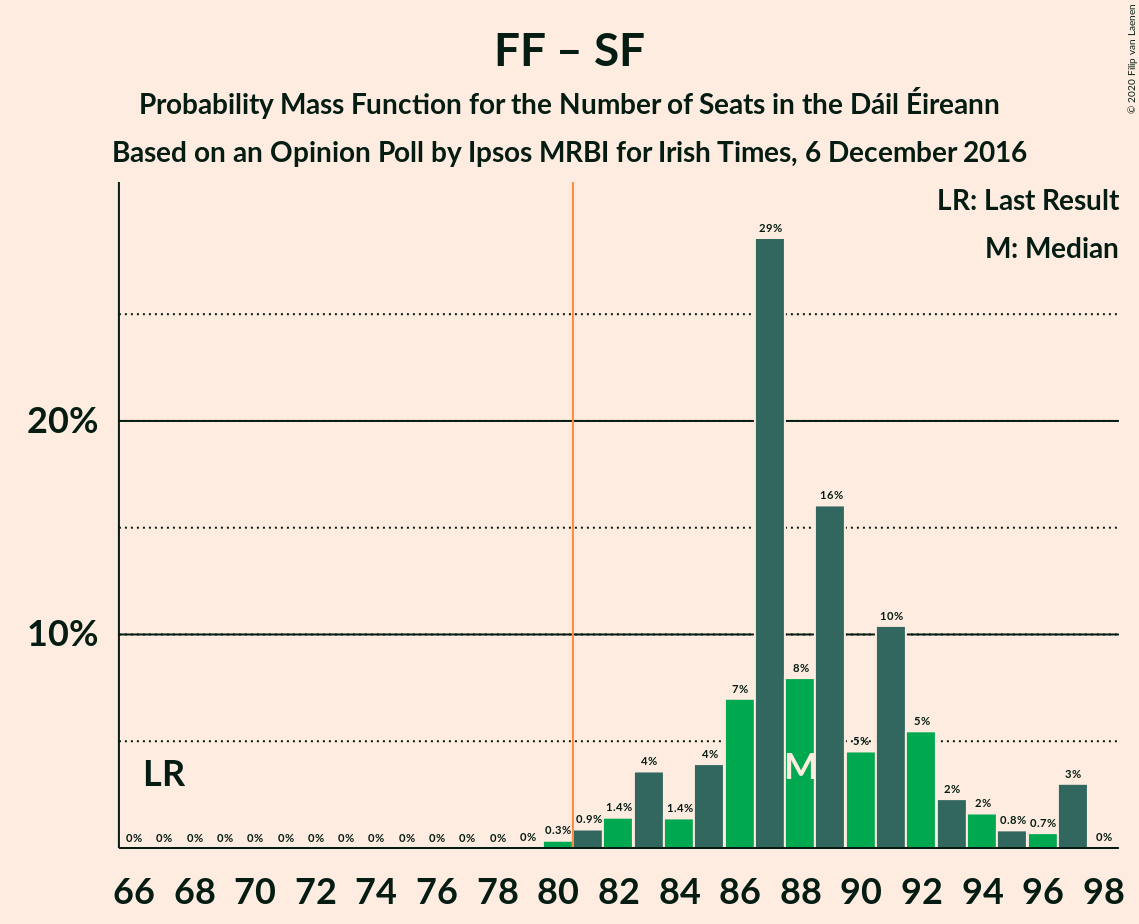 FF – SF
Probability Mass Function for the Number of Seats in the Dáil Éireann
Based on an Opinion Poll by Ipsos MRBI for Irish Times, 6 December 2016
© 2020 Filip van Laenen
LR: Last Result
M: Median
29%
20%
16%
10%
10%
8%
7%
5%
5%
4%
4%
M
LR
3%
2%
2%
1.4%
1.4%
0.3%
0.9%
0.8%
0.7%
0% 0% 0% 0% 0% 0% 0% 0% 0% 0% 0% 0% 0% 0% 0%
66 68 70 72 74 76 78 80 82 84 86 88 90 92 94 96 98